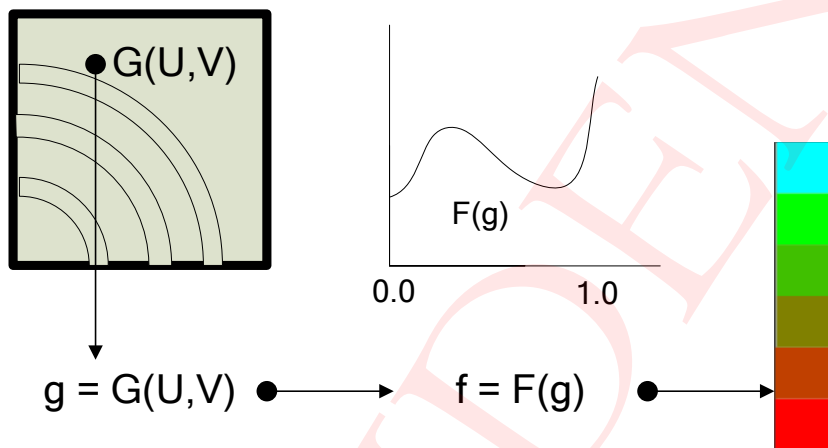 G(U,V)
F(g)
0.0 1.0
g = G(U,V)
f = F(g)